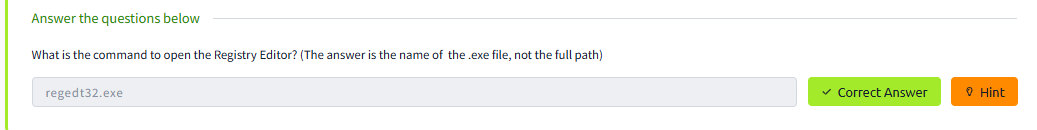 Answer the questions below
What is the command to open the Registry Editor? (The answer is the name of the .exe file, not the full path)
regedt32.exe Correct Answer Hint